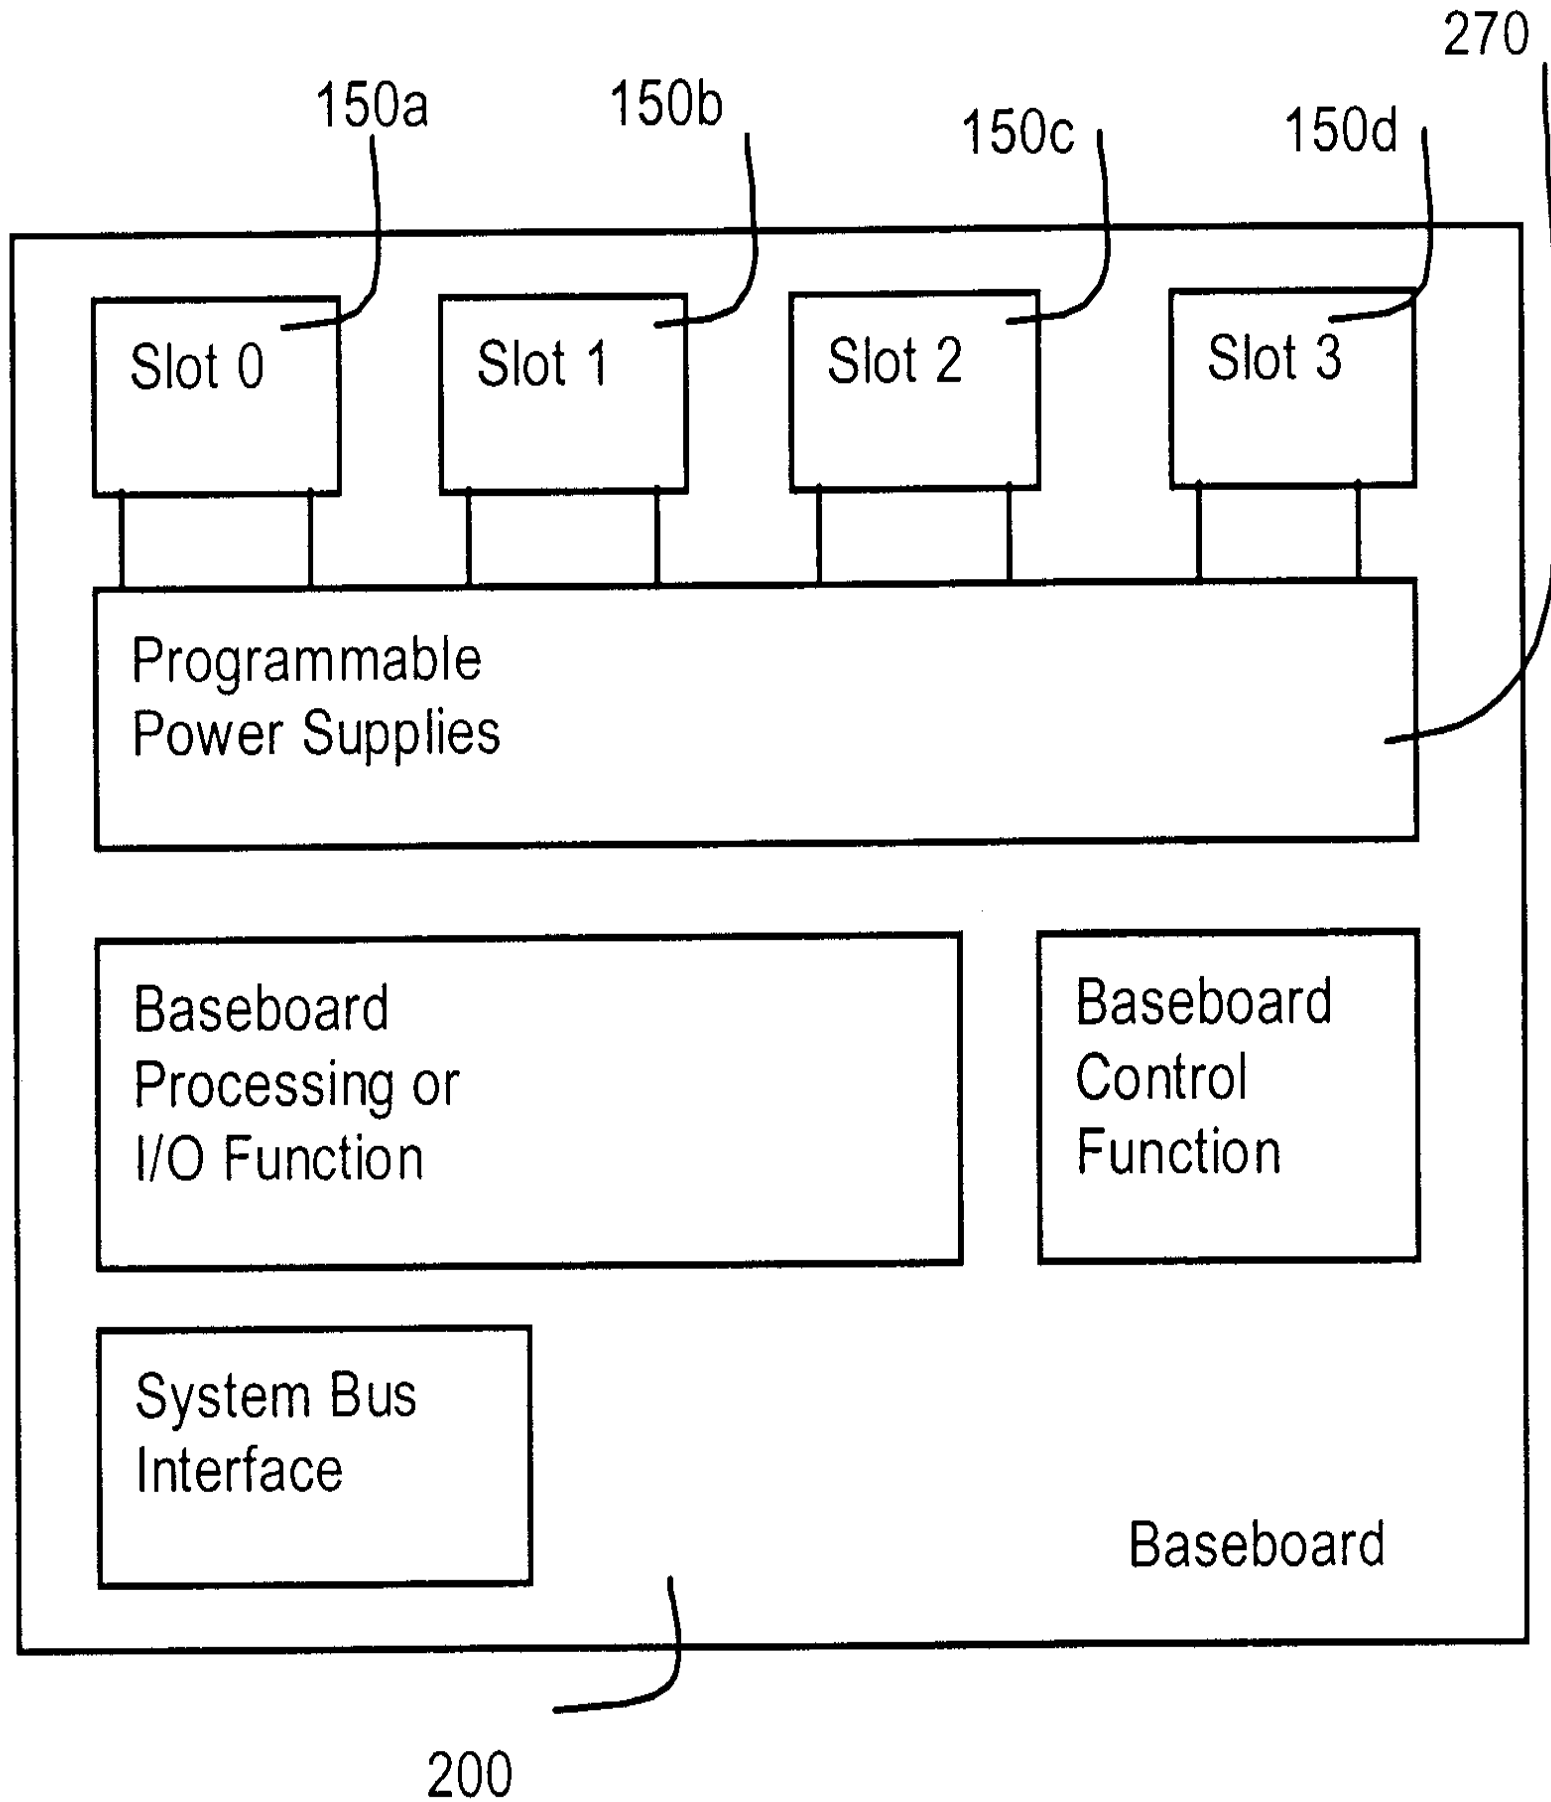 270
150a
150b
150c
150d
Slot 0
Slot 1
Slot 2
Slot 3
Programmable
Power Supplies
Baseboard
Processing or
I/O Function
Baseboard
Control
Function
System Bus
Interface
Baseboard
200